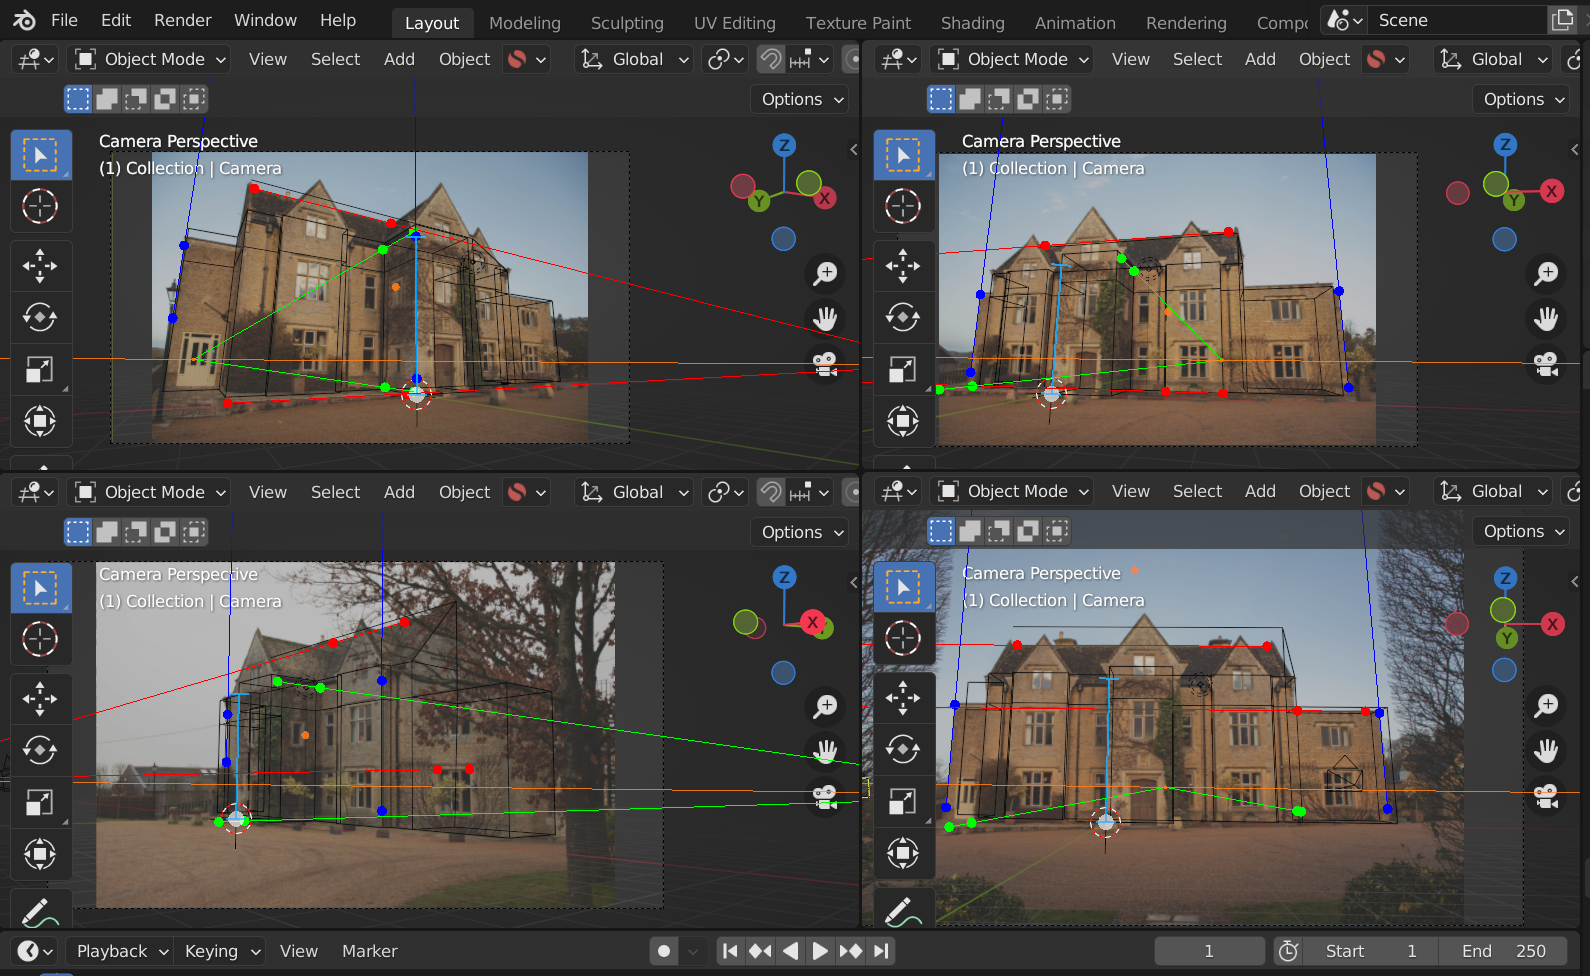 File Edit Render Window Help Layout Modeling Sculpting UV Editing Texture Paint Shading Animation Rendering Compo Scene
Object Mode View Select Add Object Global
Options
Camera Perspective
(1) Collection | Camera
Z
Y X
Object Mode View Select Add Object Global
Options
Camera Perspective
(1) Collection | Camera
Z
X
Y
Object Mode View Select Add Object Global
Options
Camera Perspective
(1) Collection | Camera
Z
X Y
Object Mode View Select Add Object Global
Options
Camera Perspective
(1) Collection | Camera
Z
X
Y
Playback Keying View Marker 1 Start 1 End 250